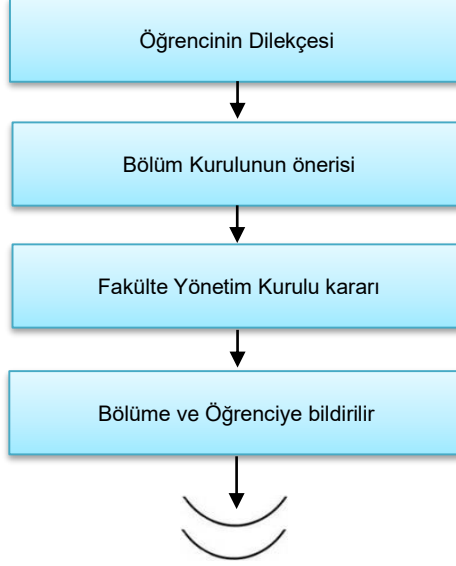 Öğrencinin Dilekçesi
Bölüm Kurulunun önerisi
Fakülte Yönetim Kurulu kararı
Bölüme ve Öğrenciye bildirilir